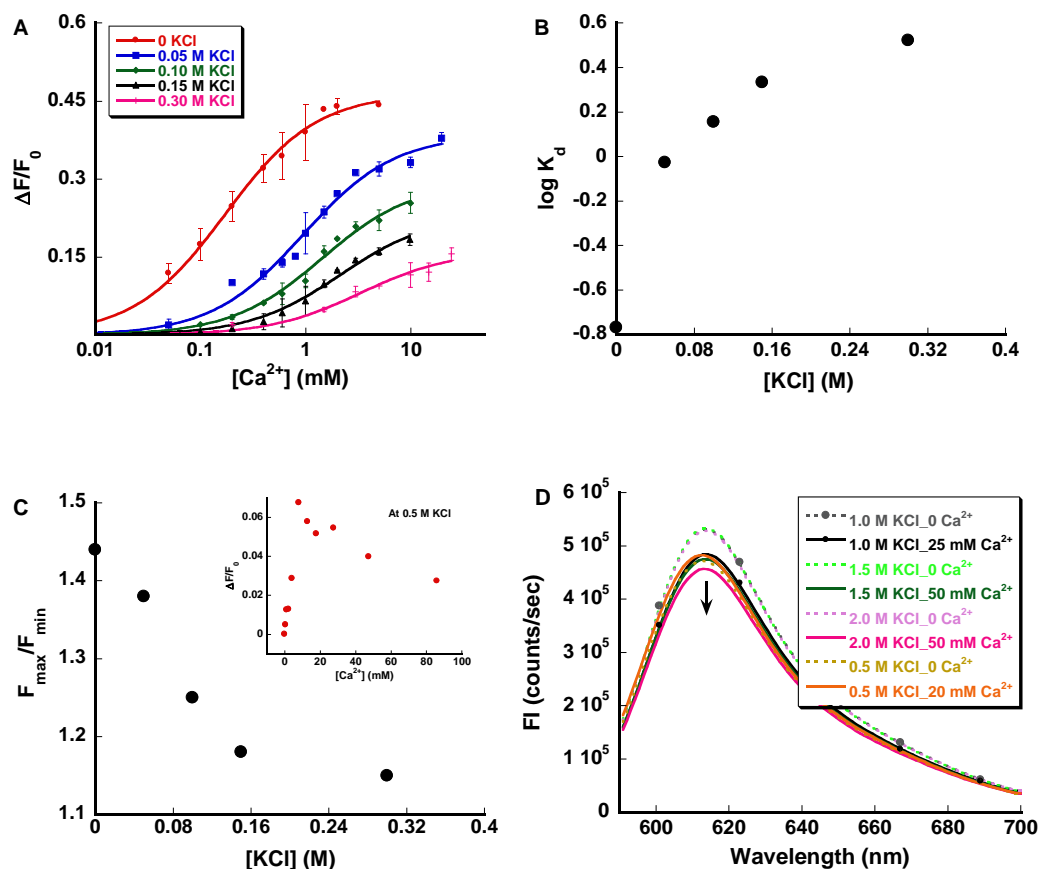 A
0.6
0.45
0.3
0.15
ΔF/F₀
0 KCl
0.05 M KCl
0.10 M KCl
0.15 M KCl
0.30 M KCl
0.01 0.1 1 10
[Ca²⁺] (mM)
B
0.6
0.4
0.2
0
-0.2
-0.4
-0.6
-0.8
log K_d
0 0.08 0.16 0.24 0.32 0.4
[KCl] (M)
C
1.5
1.4
1.3
1.2
1.1
F_max/F_min
0 0.08 0.16 0.24 0.32 0.4
[KCl] (M)
At 0.5 M KCl
0.06
0.04
0.02
0
ΔF/F₀
0 20 40 60 80 100
[Ca²⁺] (mM)
D
6 10⁵
5 10⁵
4 10⁵
3 10⁵
2 10⁵
1 10⁵
0
FI (counts/sec)
1.0 M KCl_0 Ca²⁺
1.0 M KCl_25 mM Ca²⁺
1.5 M KCl_0 Ca²⁺
1.5 M KCl_50 mM Ca²⁺
2.0 M KCl_0 Ca²⁺
2.0 M KCl_50 mM Ca²⁺
0.5 M KCl_0 Ca²⁺
0.5 M KCl_20 mM Ca²⁺
600 620 640 660 680 700
Wavelength (nm)